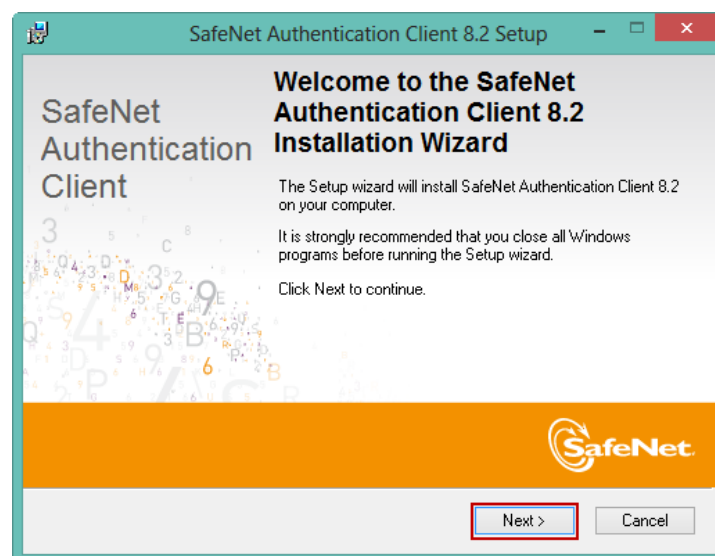 SafeNet Authentication Client 8.2 Setup
SafeNet
Authentication
Client
Welcome to the SafeNet
Authentication Client 8.2
Installation Wizard
The Setup wizard will install SafeNet Authentication Client 8.2
on your computer.
It is strongly recommended that you close all Windows
programs before running the Setup wizard.
Click Next to continue.
SafeNet.
Next >
Cancel